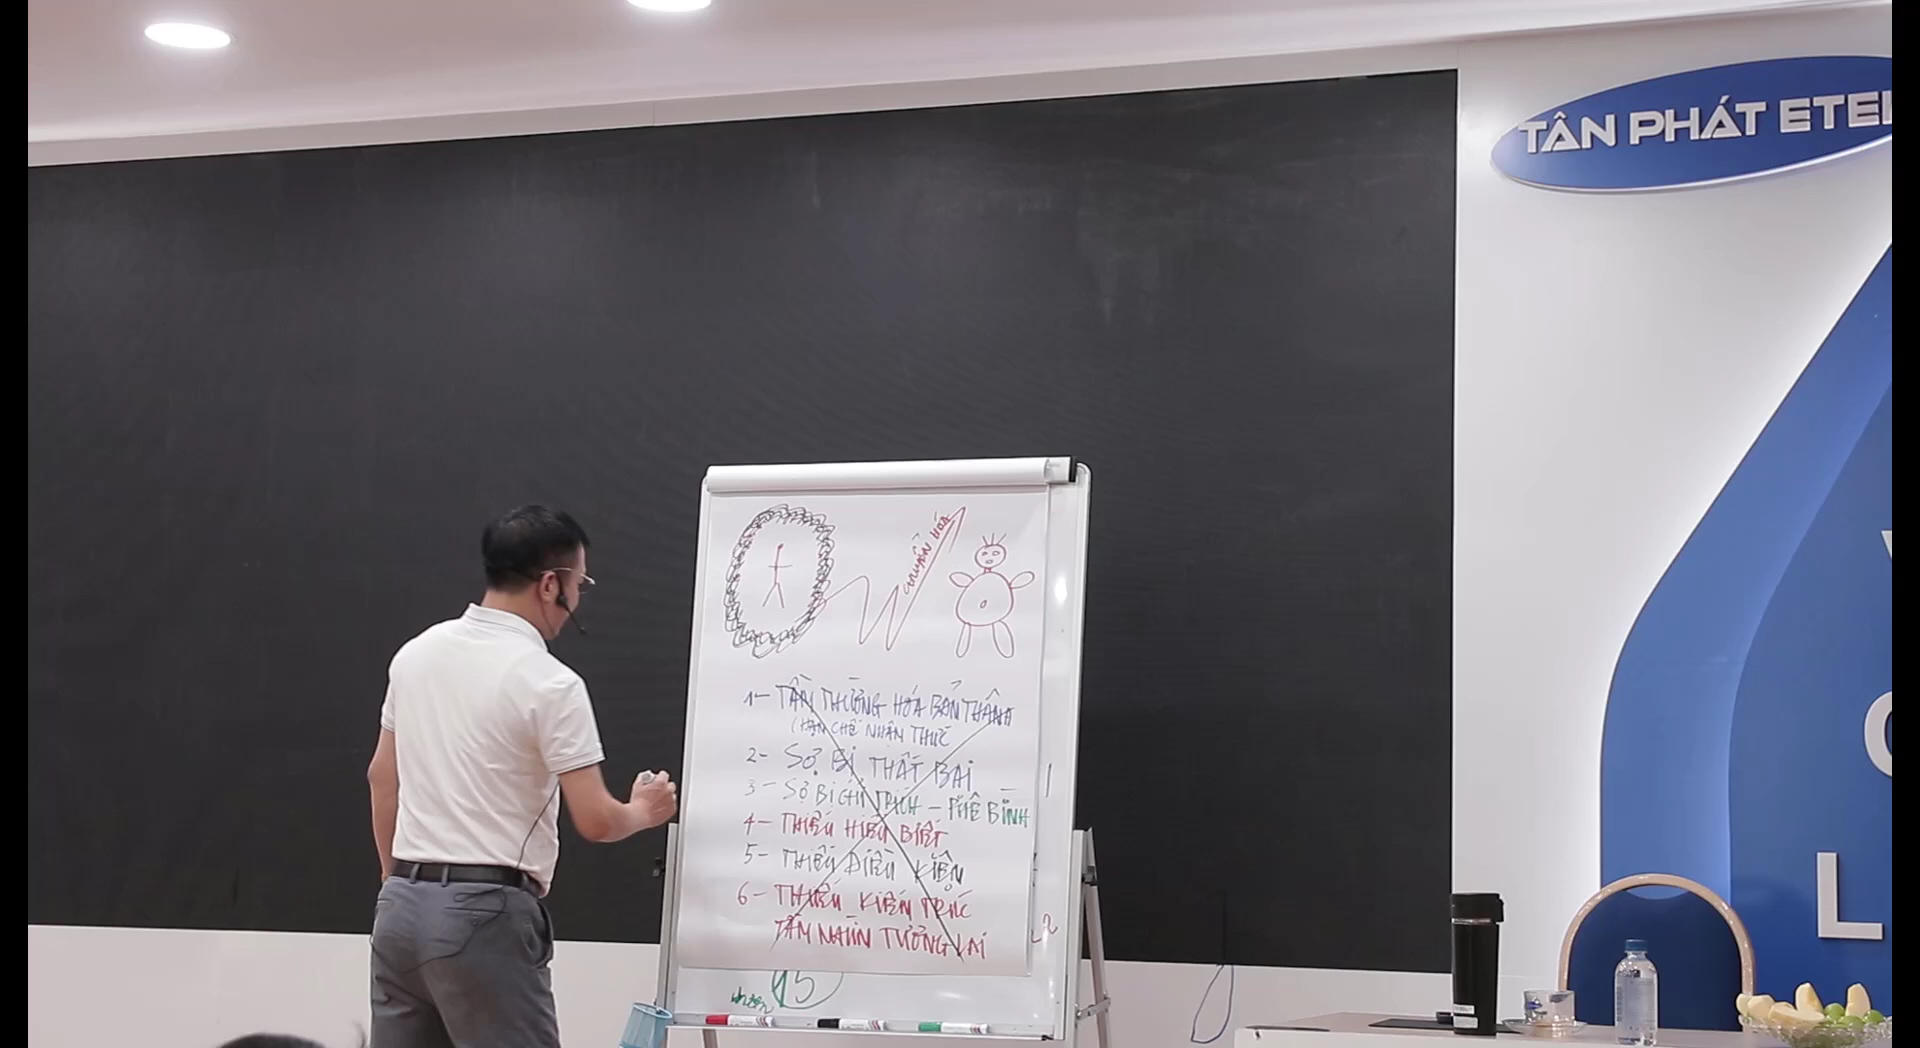 TÂN PHÁT ETE
CHUYỂN HÓA
1- TẦM THƯỜNG HÓA BẢN THÂN
(HẠN CHẾ NHẬN THỨC
2- SỢ BỊ THẤT BẠI
3- SỢ BỊ CHỈ TRÍCH - PHÊ BÌNH
4- THIẾU HIỂU BIẾT
5- THIẾU ĐIỀU KIỆN
6- THIẾU KIẾN TRÚC
TẦM NHÌN TƯƠNG LAI
15
L